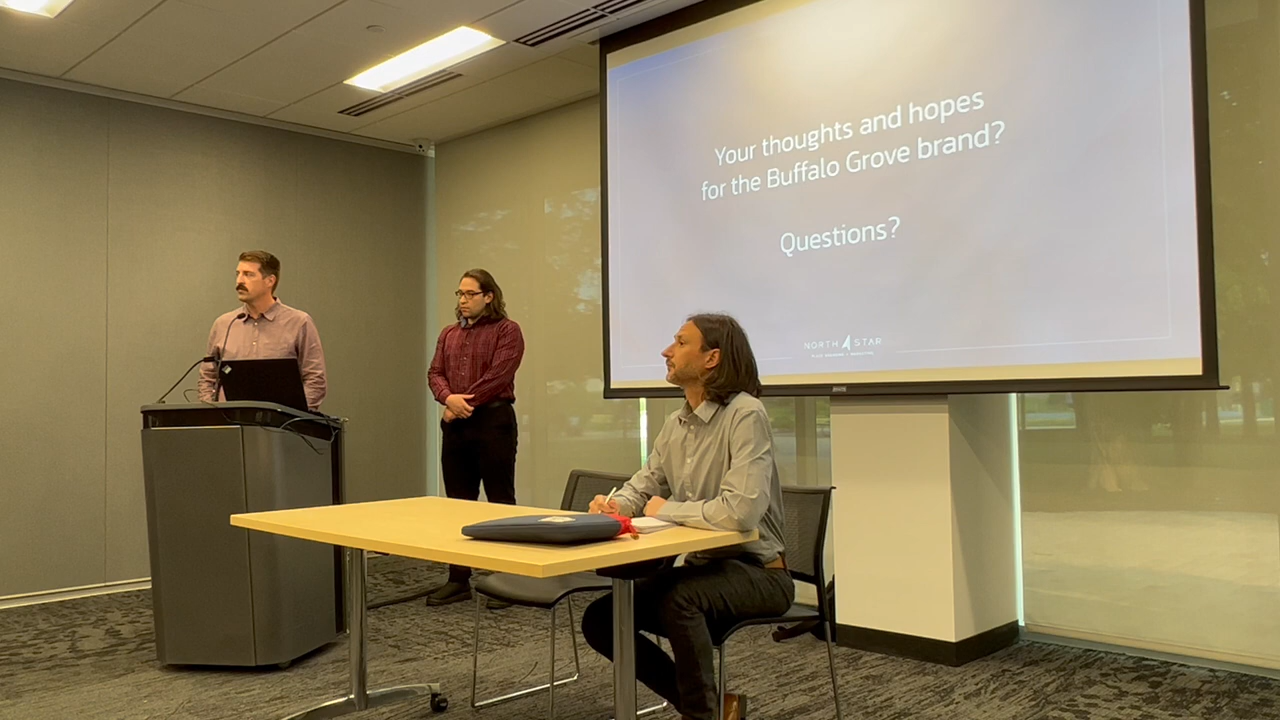 Your thoughts and hopes
for the Buffalo Grove brand?
Questions?
NORTH STAR